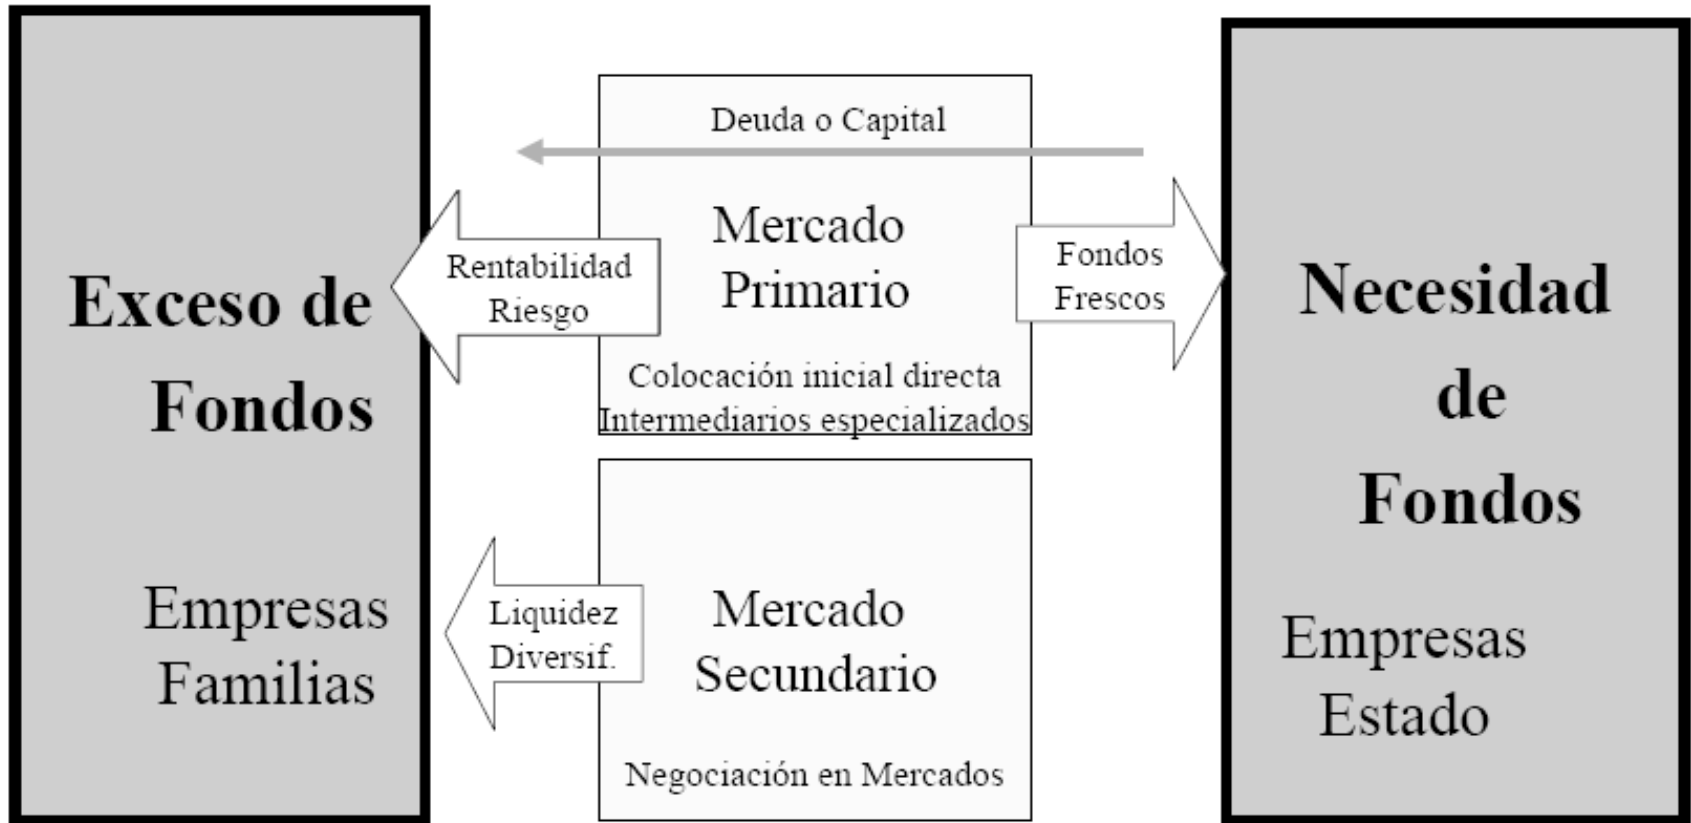 Exceso de
Fondos
Empresas
Familias
Deuda o Capital
Mercado
Primario
Rentabilidad
Riesgo
Fondos
Frescos
Colocación inicial directa
Intermediarios especializados
Liquidez
Diversif.
Mercado
Secundario
Negociación en Mercados
Necesidad
de
Fondos
Empresas
Estado